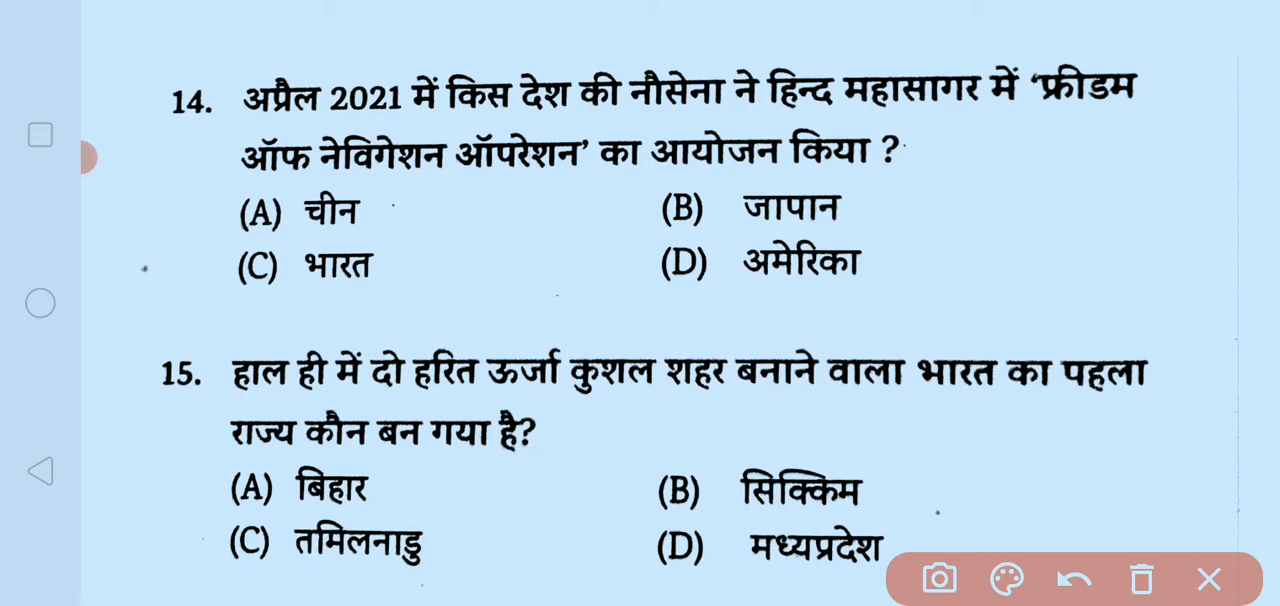 14. अप्रैल 2021 में किस देश की नौसेना ने हिन्द महासागर में 'फ्रीडम
ऑफ नेविगेशन ऑपरेशन' का आयोजन किया ?
(A) चीन (B) जापान
(C) भारत (D) अमेरिका
15. हाल ही में दो हरित ऊर्जा कुशल शहर बनाने वाला भारत का पहला
राज्य कौन बन गया है?
(A) बिहार (B) सिक्किम
(C) तमिलनाडु (D) मध्यप्रदेश